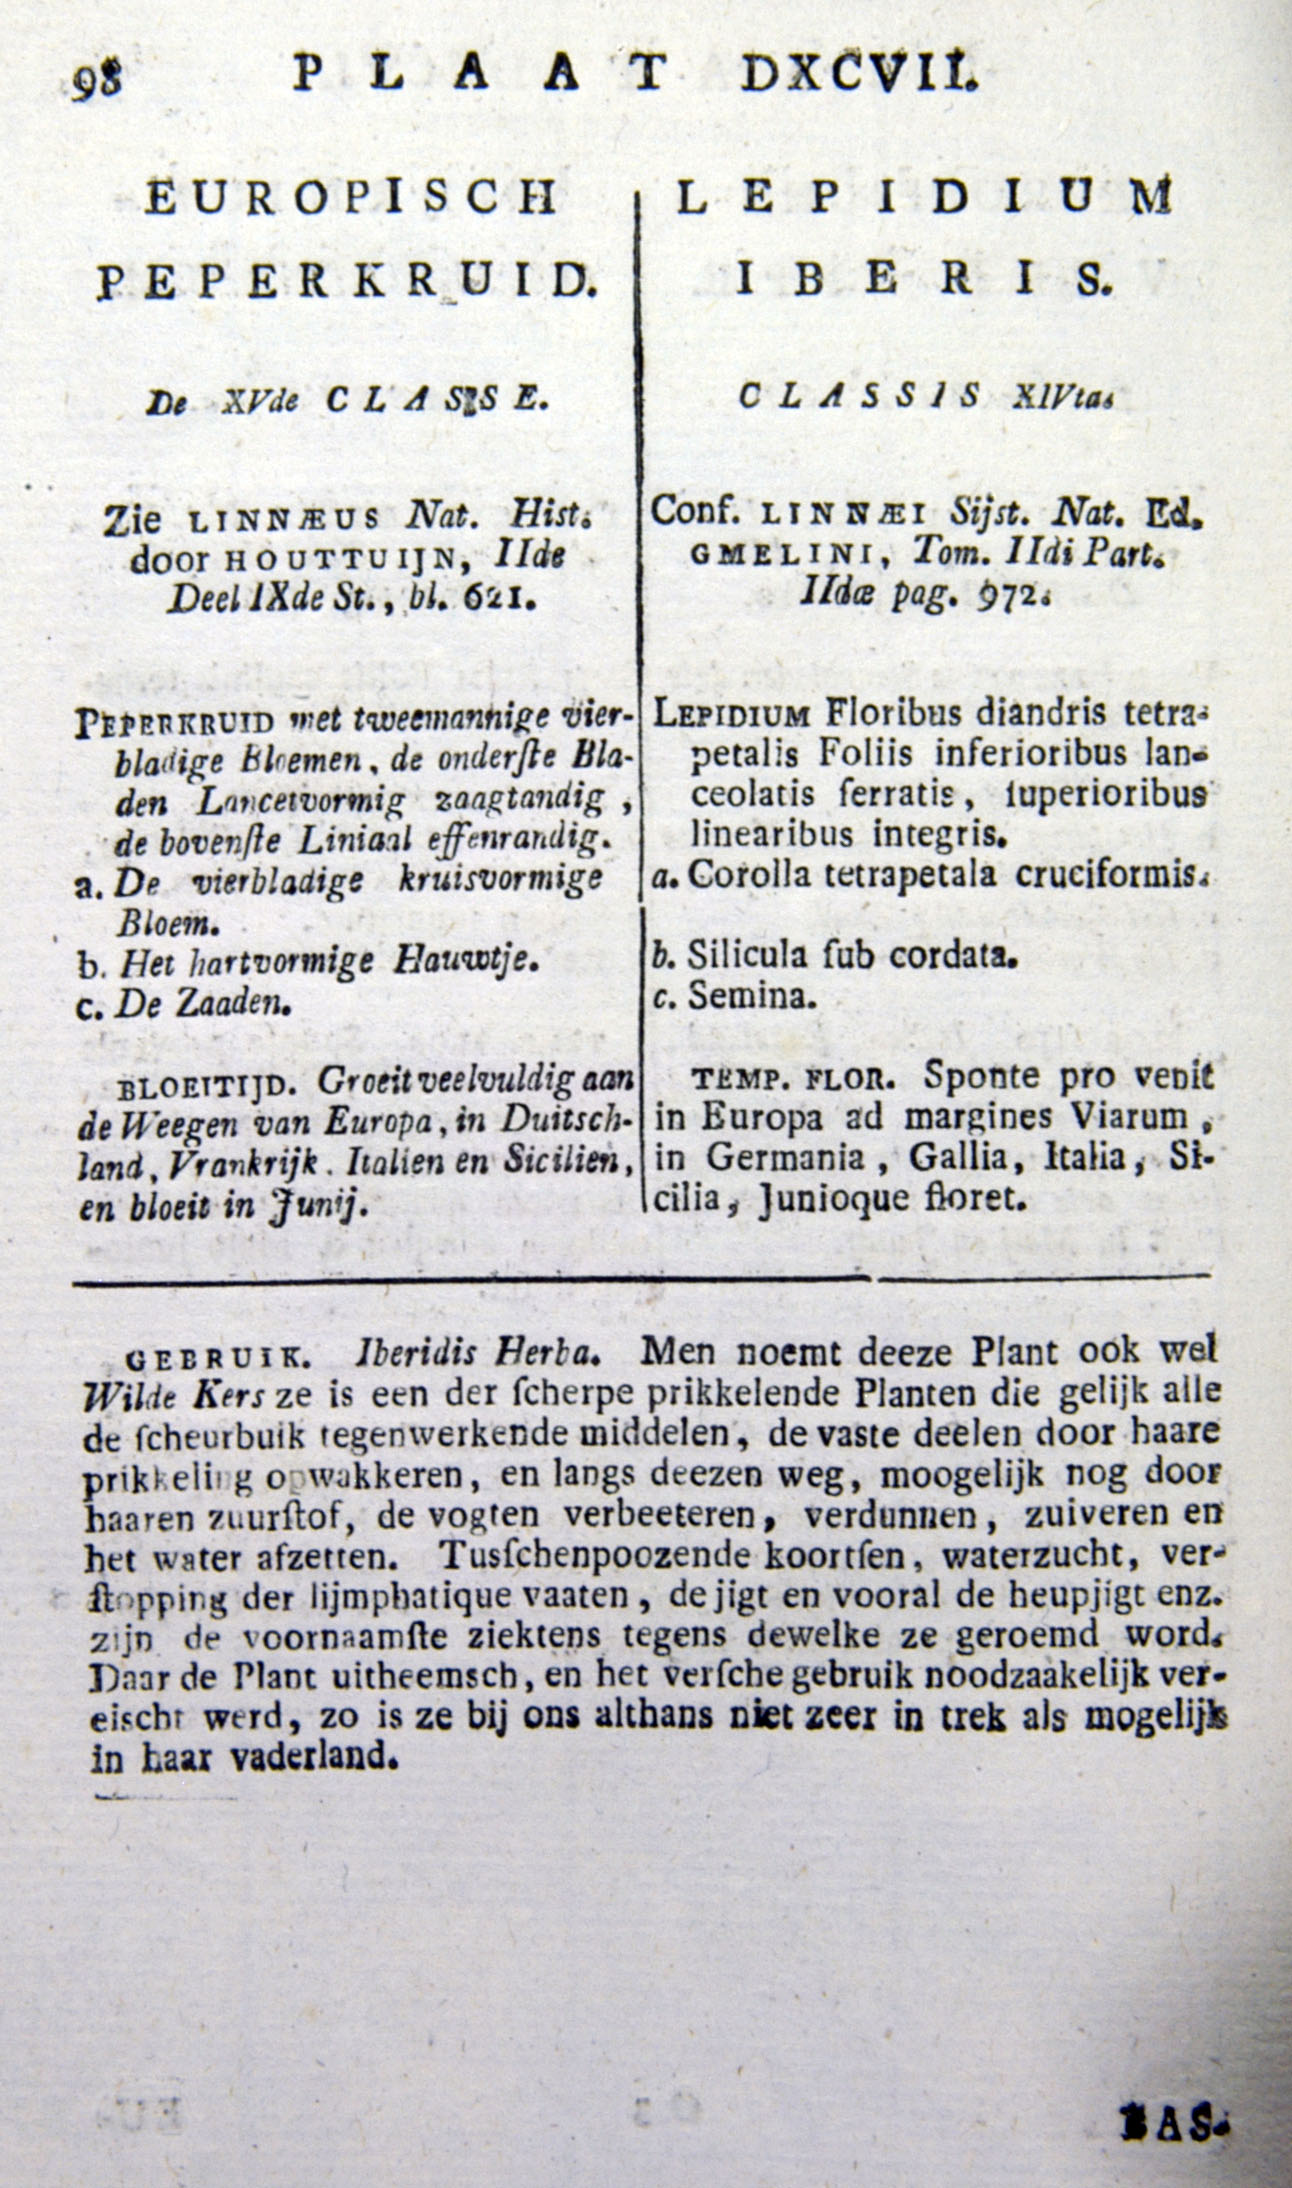 98 PLAAT DXCVII.
EUROPISCH
PEPERKRUID.
De XVde CLASSE.
Zie LINNÆUS Nat. Hist.
door HOUTTUIJN, IIde
Deel IXde St., bl. 621.
PEPERKRUID met tweemannige vier-
bladige Bloemen, de onderſte Bla-
den Lancetvormig zaagtandig,
de bovenſte Liniaal effenrandig.
a. De vierbladige kruisvormige
Bloem.
b. Het hartvormige Hauwtje.
c. De Zaaden.
BLOEITIJD. Groeit veelvuldig aan
de Weegen van Europa, in Duitsch-
land, Vrankrijk. Italien en Sicilien,
en bloeit in Junij.
LEPIDIUM
IBERIS.
CLASSIS XIVta.
Conf. LINNÆI Sijst. Nat. Ed.
GMELINI, Tom. IIdi Part.
IIdæ pag. 972.
LEPIDIUM Floribus diandris tetra-
petalis Foliis inferioribus lan-
ceolatis ſerratis, ſuperioribus
linearibus integris.
a. Corolla tetrapetala cruciformis.
b. Silicula ſub cordata.
c. Semina.
TEMP. FLOR. Sponte pro venit
in Europa ad margines Viarum,
in Germania, Gallia, Italia, Si-
cilia, Junioque floret.
GEBRUIK. Iberidis Herba. Men noemt deeze Plant ook wel
Wilde Kers ze is een der ſcherpe prikkelende Planten die gelijk alle
de ſcheurbuik tegenwerkende middelen, de vaste deelen door haare
prikkeling opwakkeren, en langs deezen weg, moogelijk nog door
haaren zuurſtof, de vogten verbeeteren, verdunnen, zuiveren en
het water afzetten. Tusſchenpoozende koortſen, waterzucht, ver-
ſtopping der lijmphatique vaaten, de jigt en vooral de heupjigt enz.
zijn de voornaamſte ziektens tegens dewelke ze geroemd word.
Daar de Plant uitheemsch, en het verſche gebruik noodzaakelijk ver-
eischt werd, zo is ze bij ons althans niet zeer in trek als mogelijk
in haar vaderland.
BAS-